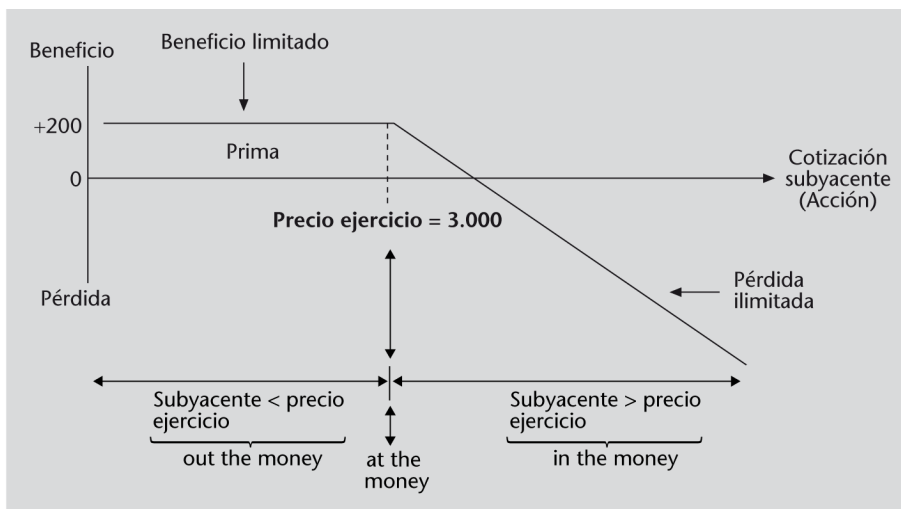 Beneficio limitado
Beneficio
+200
Prima
0
Cotización
subyacente
(Acción)
Precio ejercicio = 3.000
Pérdida
Pérdida
ilimitada
Subyacente < precio
ejercicio
Subyacente > precio
ejercicio
out the money
at the
money
in the money